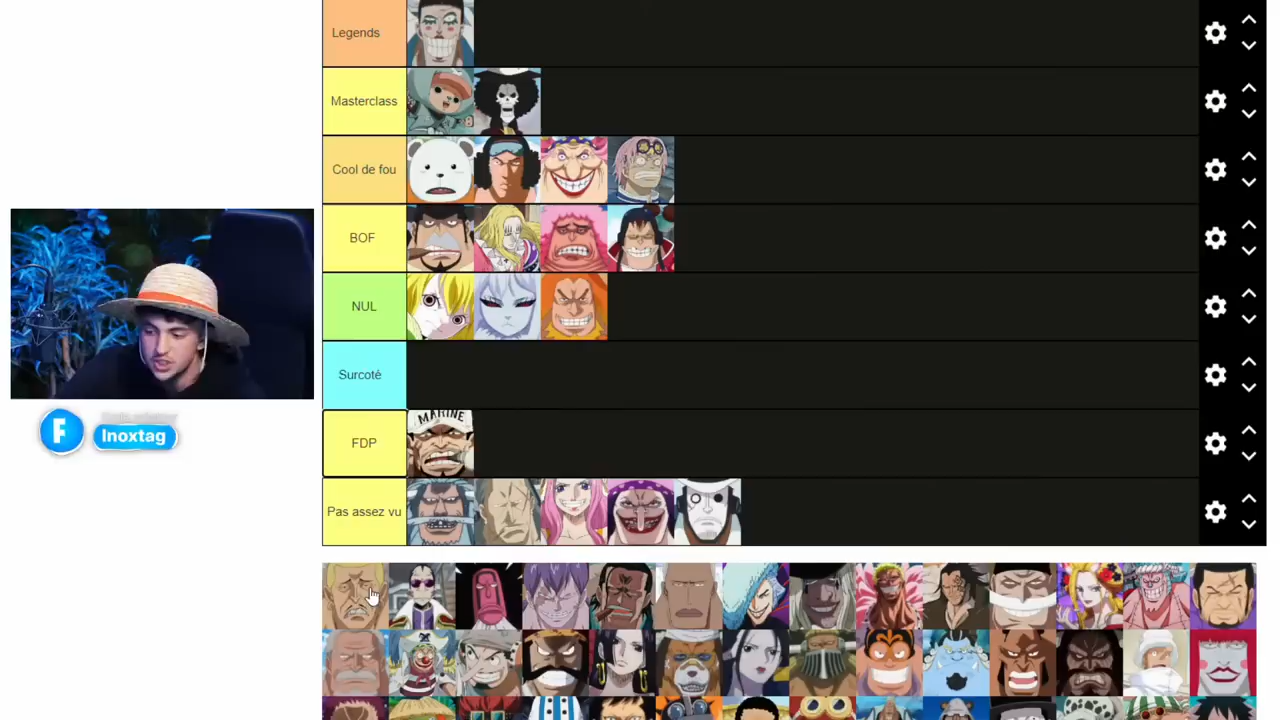 Legends
Masterclass
Cool de fou
BOF
NUL
Surcoté
FDP
MARINE
Pas assez vu
F
Inoxtag